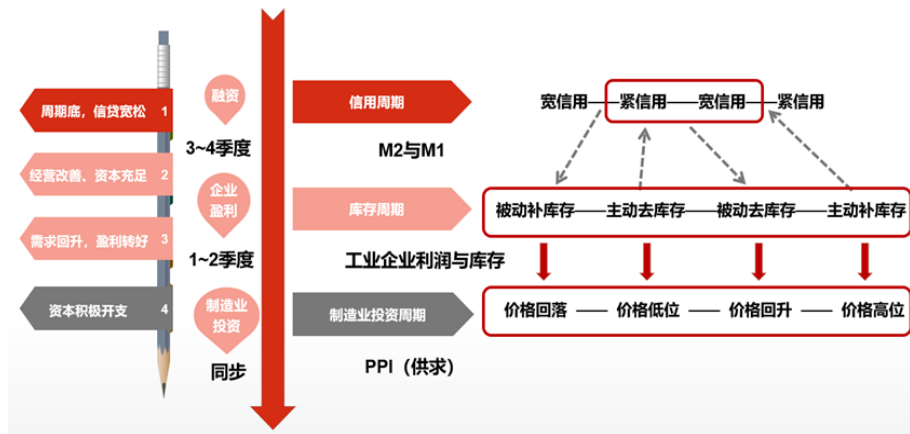 周期底，信贷宽松 1
经营改善、资本充足 2
需求回升，盈利转好 3
资本积极开支 4
融资
3~4季度
企业
盈利
1~2季度
制造业
投资
同步
信用周期
M2与M1
库存周期
工业企业利润与库存
制造业投资周期
PPI（供求）
宽信用——紧信用——宽信用——紧信用
被动补库存——主动去库存——被动去库存——主动补库存
价格回落 — 价格低位 — 价格回升 — 价格高位